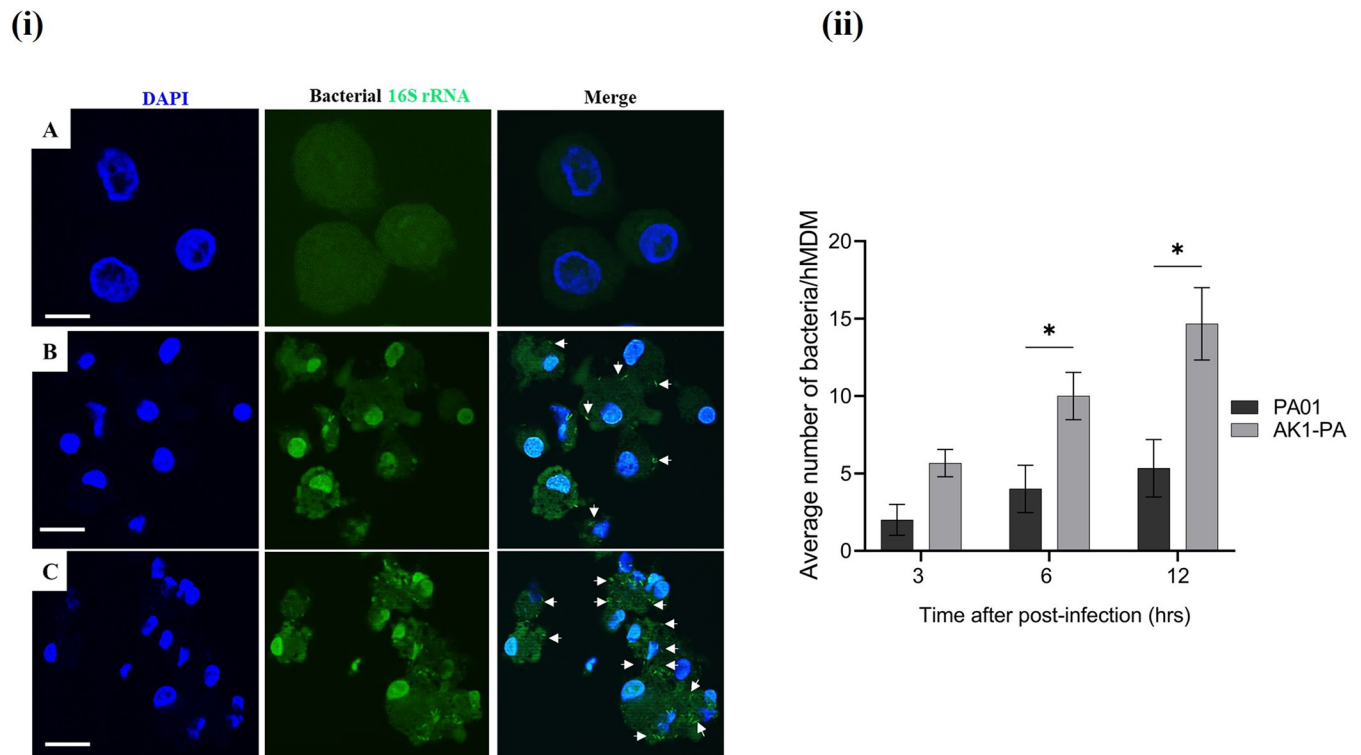 (i)
(ii)
DAPI
Bacterial 16S rRNA
Merge
A
B
C
Average number of bacteria/hMDM
20
15
10
5
0
*
*
3
6
12
Time after post-infection (hrs)
PA01
AK1-PA